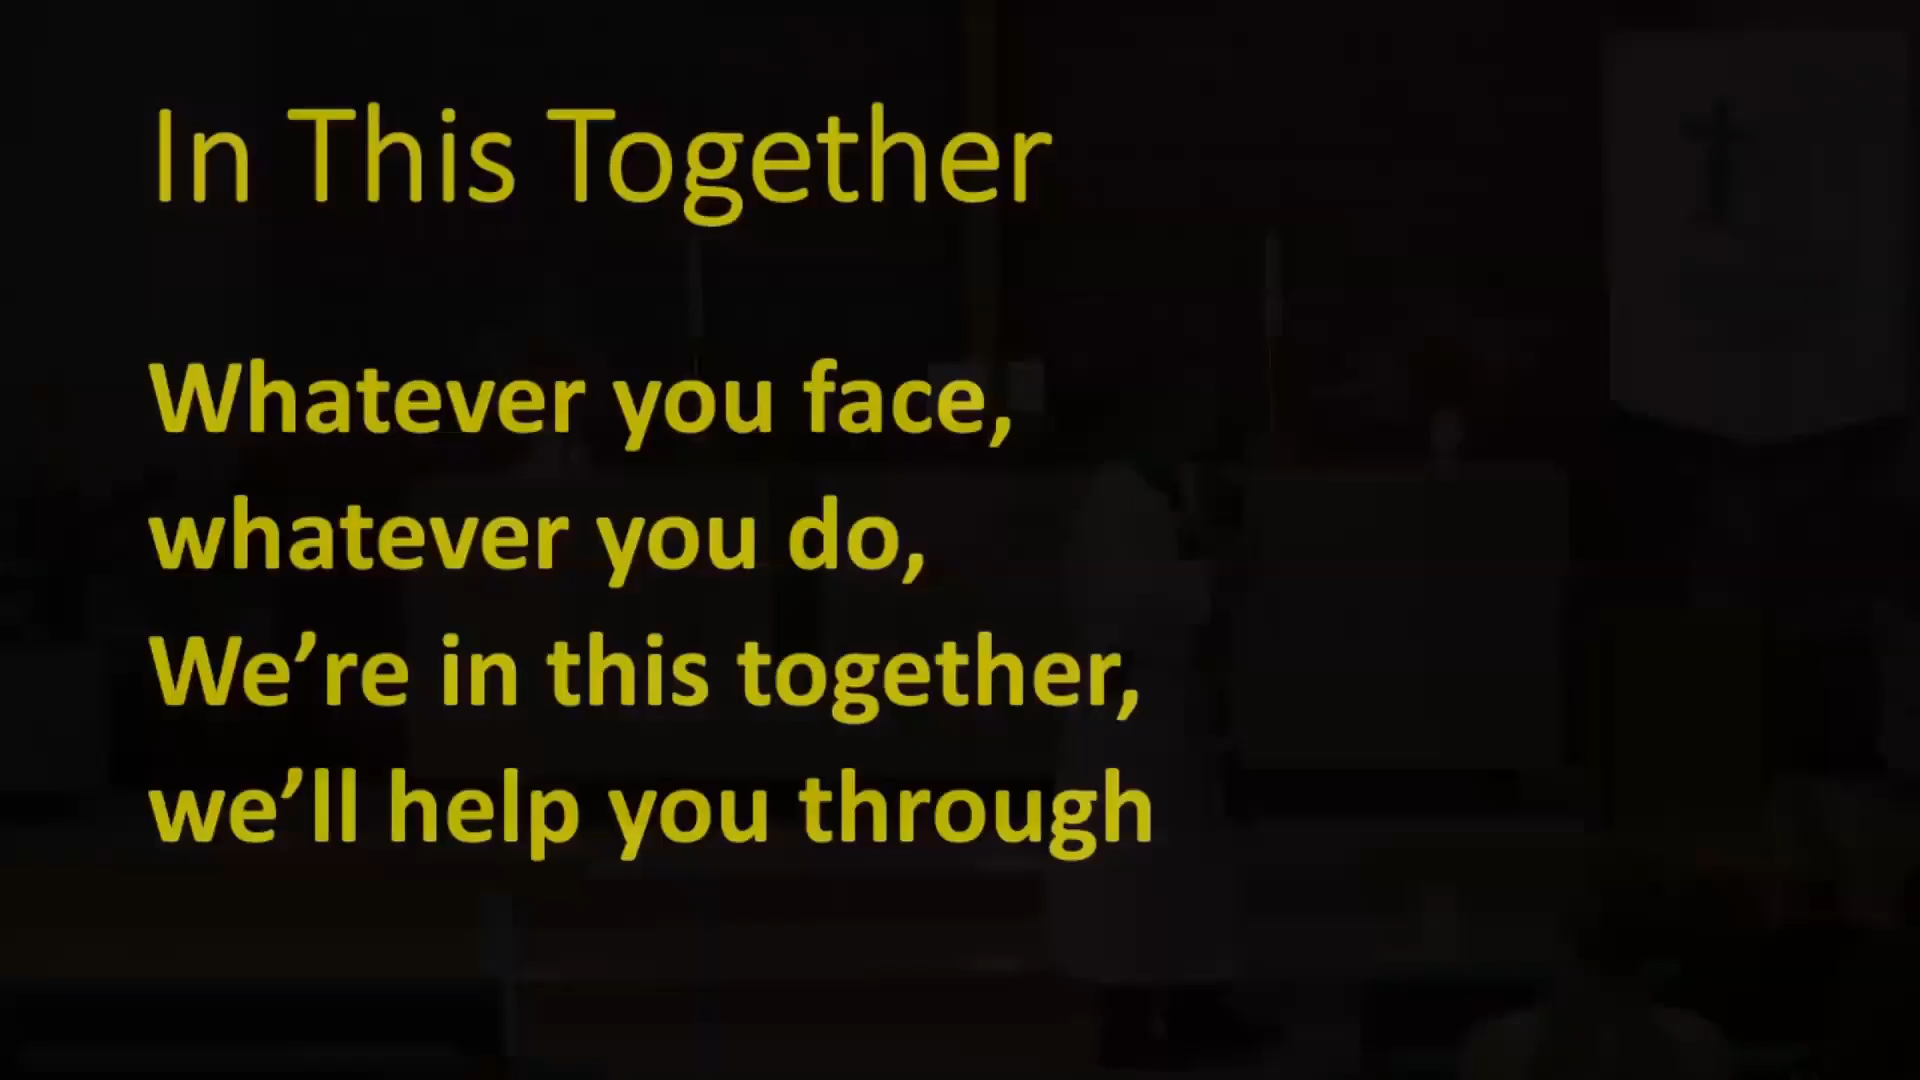 In This Together
Whatever you face,
whatever you do,
We’re in this together,
we’ll help you through